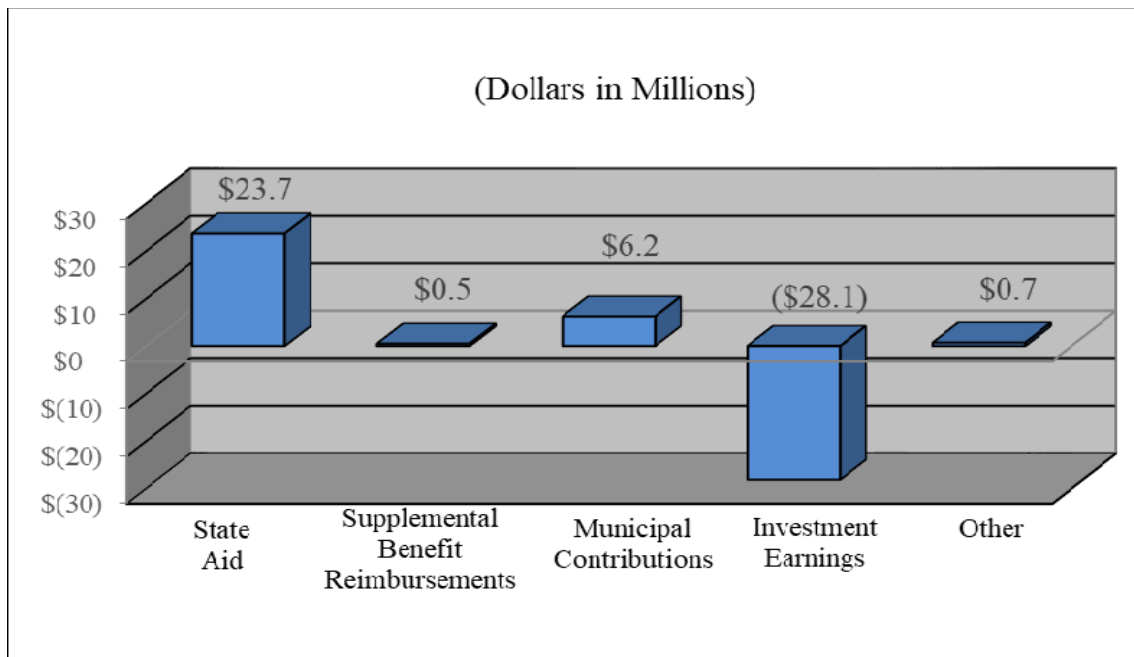 (Dollars in Millions)
$23.7
$0.5
$6.2
($28.1)
$0.7
$30
$20
$10
$0
$(10)
$(20)
$(30)
State
Aid
Supplemental
Benefit
Reimbursements
Municipal
Contributions
Investment
Earnings
Other